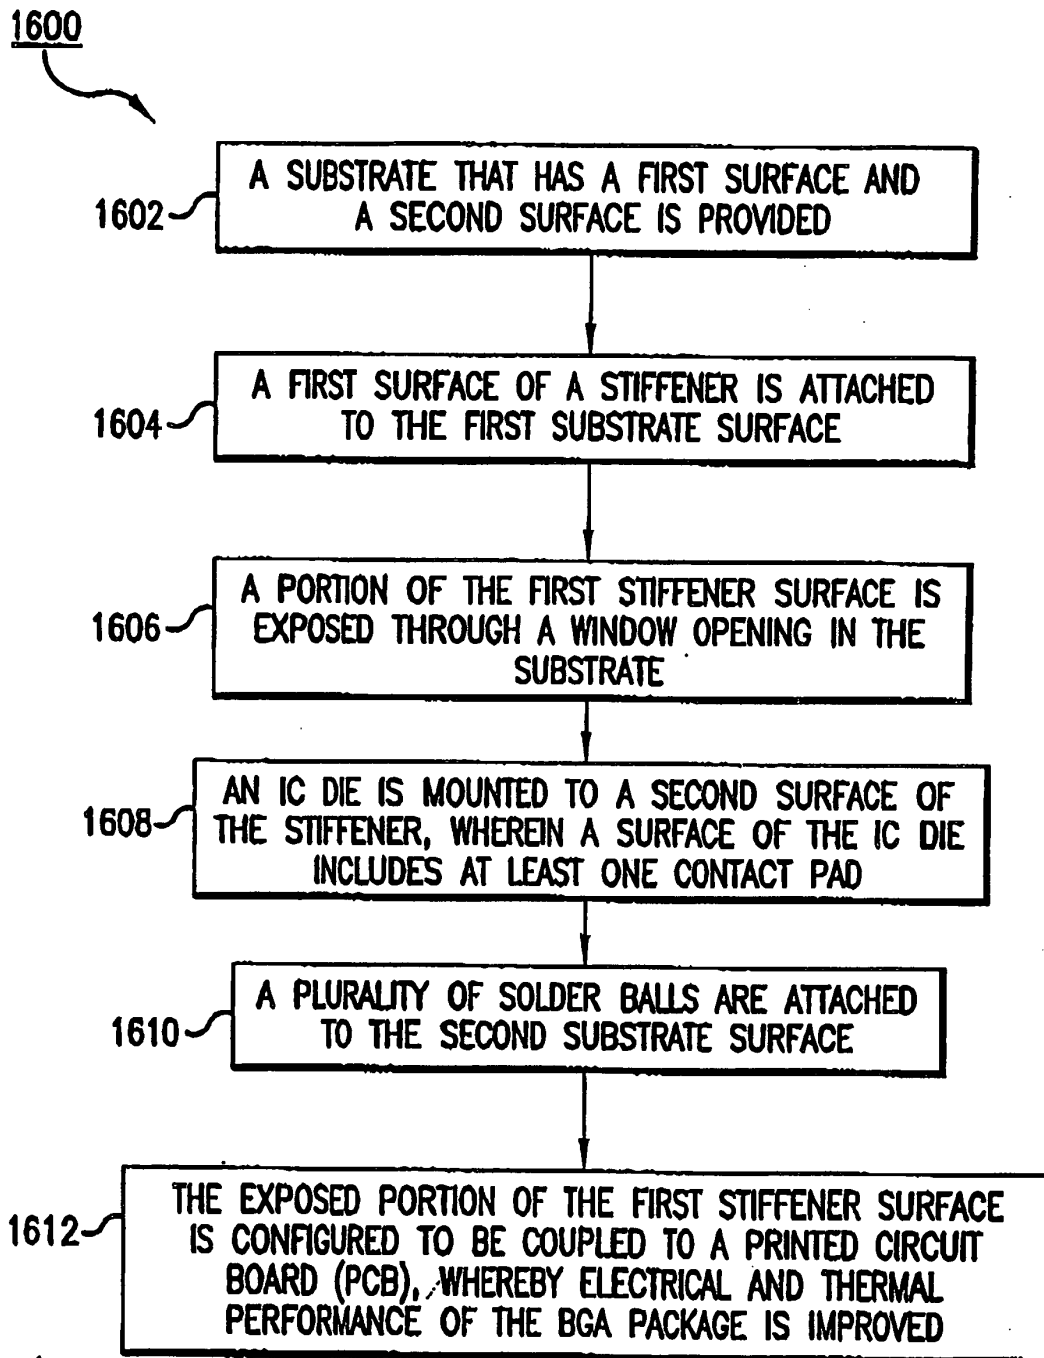 1600
A SUBSTRATE THAT HAS A FIRST SURFACE AND
A SECOND SURFACE IS PROVIDED
1602
A FIRST SURFACE OF A STIFFENER IS ATTACHED
TO THE FIRST SUBSTRATE SURFACE
1604
A PORTION OF THE FIRST STIFFENER SURFACE IS
EXPOSED THROUGH A WINDOW OPENING IN THE
SUBSTRATE
1606
AN IC DIE IS MOUNTED TO A SECOND SURFACE OF
THE STIFFENER, WHEREIN A SURFACE OF THE IC DIE
INCLUDES AT LEAST ONE CONTACT PAD
1608
A PLURALITY OF SOLDER BALLS ARE ATTACHED
TO THE SECOND SUBSTRATE SURFACE
1610
THE EXPOSED PORTION OF THE FIRST STIFFENER SURFACE
IS CONFIGURED TO BE COUPLED TO A PRINTED CIRCUIT
BOARD (PCB), WHEREBY ELECTRICAL AND THERMAL
PERFORMANCE OF THE BGA PACKAGE IS IMPROVED
1612